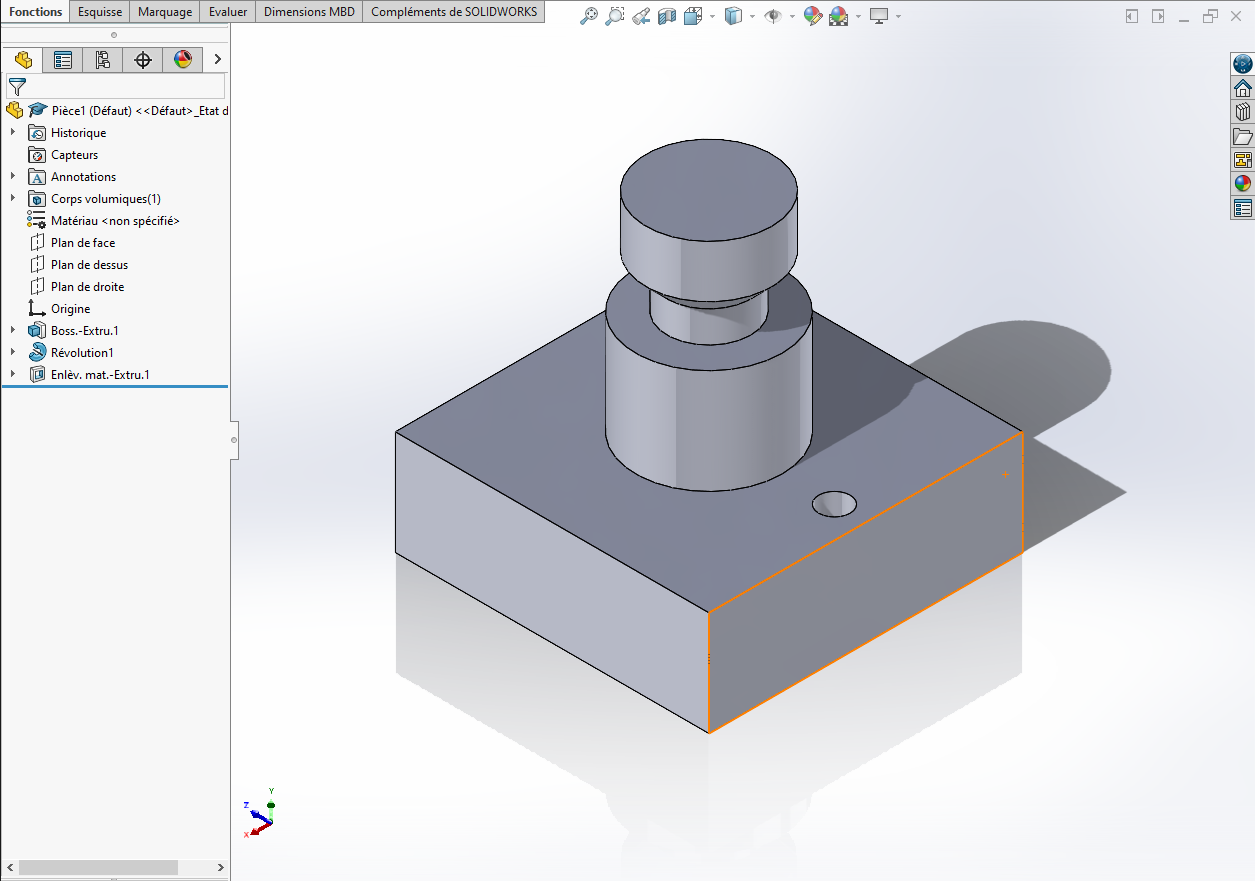 Fonctions Esquisse Marquage Evaluer Dimensions MBD Compléments de SOLIDWORKS
Pièce1 (Défaut) <<Défaut>_Etat d
Historique
Capteurs
Annotations
Corps volumiques(1)
Matériau <non spécifié>
Plan de face
Plan de dessus
Plan de droite
Origine
Boss.-Extru.1
Révolution1
Enlèv. mat.-Extru.1
Y
Z
X